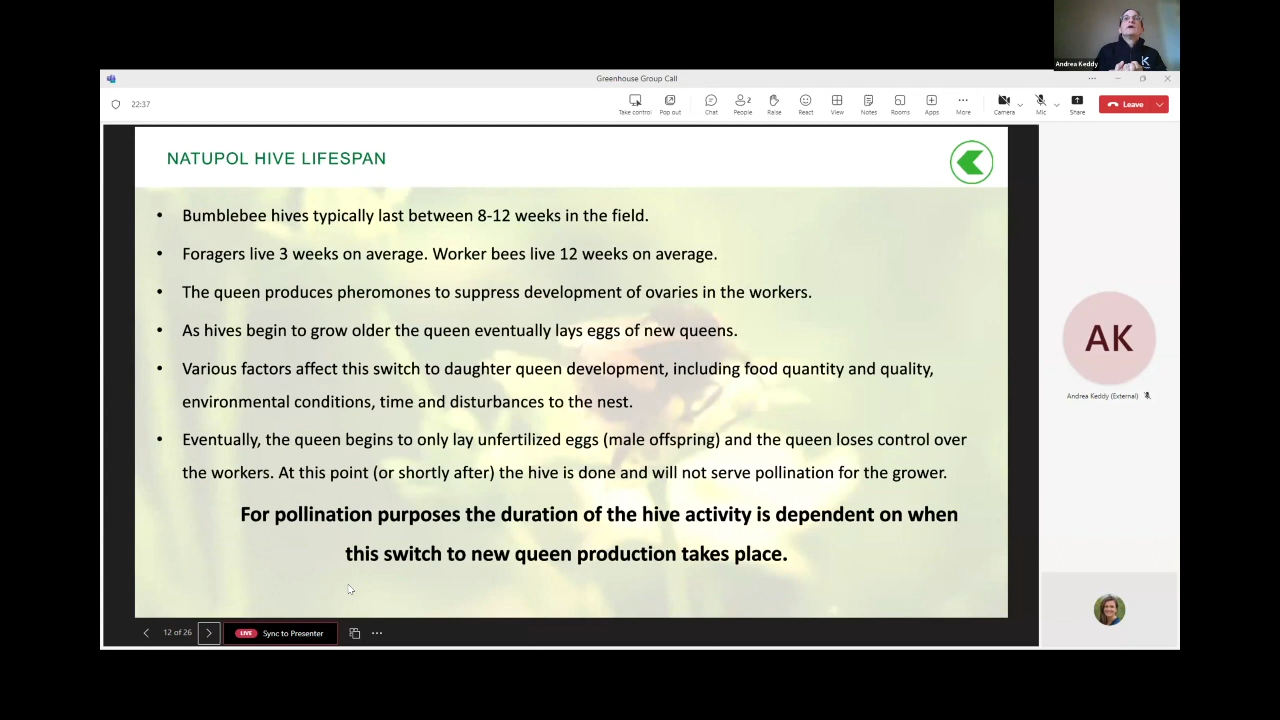 Andrea Keddy
Greenhouse Group Call
22:37
Take control
Pop out
Chat
2
People
Raise
React
View
Notes
Rooms
Apps
More
Camera
Mic
Share
Leave
NATUPOL HIVE LIFESPAN
• Bumblebee hives typically last between 8-12 weeks in the field.
• Foragers live 3 weeks on average. Worker bees live 12 weeks on average.
• The queen produces pheromones to suppress development of ovaries in the workers.
• As hives begin to grow older the queen eventually lays eggs of new queens.
• Various factors affect this switch to daughter queen development, including food quantity and quality,
environmental conditions, time and disturbances to the nest.
• Eventually, the queen begins to only lay unfertilized eggs (male offspring) and the queen loses control over
the workers. At this point (or shortly after) the hive is done and will not serve pollination for the grower.
For pollination purposes the duration of the hive activity is dependent on when
this switch to new queen production takes place.
AK
Andrea Keddy (External)
12 of 26
LIVE
Sync to Presenter